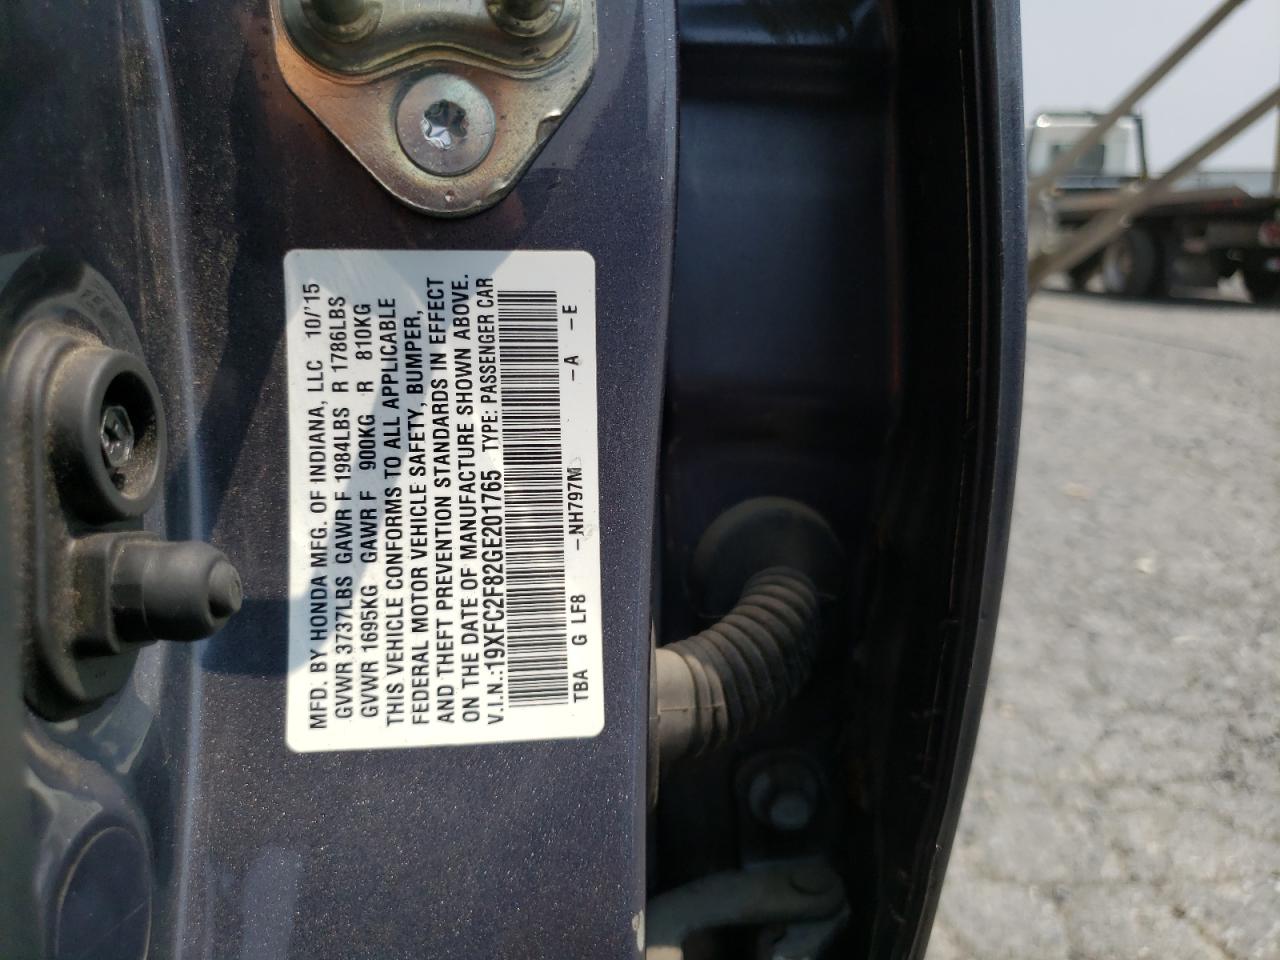 MFD. BY HONDA MFG. OF INDIANA, LLC 10/'15
GVWR 3737LBS GAWR F 1984LBS R 1786LBS
GVWR 1695KG GAWR F 900KG R 810KG
THIS VEHICLE CONFORMS TO ALL APPLICABLE
FEDERAL MOTOR VEHICLE SAFETY, BUMPER,
AND THEFT PREVENTION STANDARDS IN EFFECT
ON THE DATE OF MANUFACTURE SHOWN ABOVE.
V.I.N.:19XFC2F82GE201765 TYPE: PASSENGER CAR
TBA G LF8 -NH797M -A -E